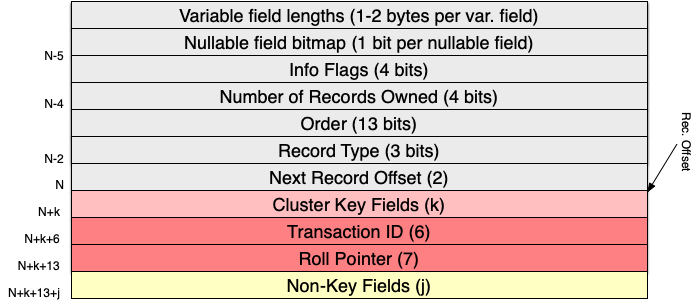 Variable field lengths (1-2 bytes per var. field)
Nullable field bitmap (1 bit per nullable field)
N-5
Info Flags (4 bits)
Number of Records Owned (4 bits)
N-4
Order (13 bits)
Record Type (3 bits)
N-2
Next Record Offset (2)
N
Rec. Offset
Cluster Key Fields (k)
N+k
Transaction ID (6)
N+k+6
Roll Pointer (7)
N+k+13
Non-Key Fields (j)
N+k+13+j